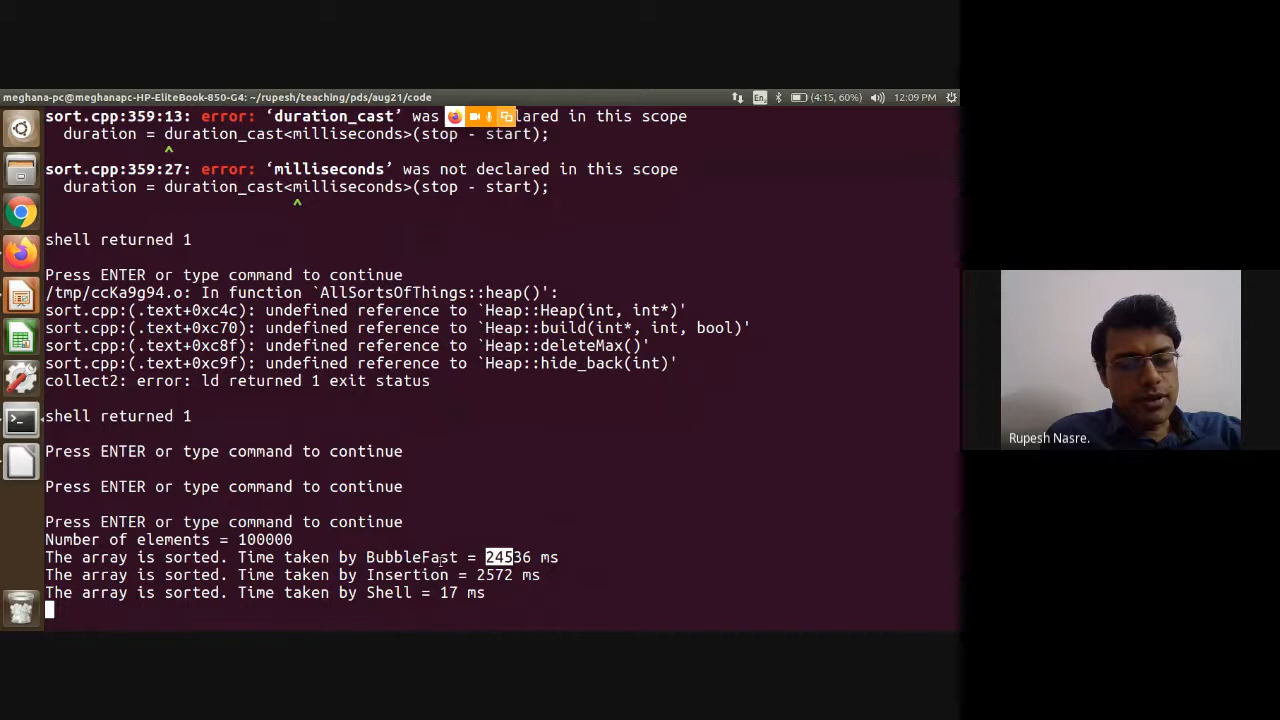 meghana-pc@meghanapc-HP-EliteBook-850-G4: ~/rupesh/teaching/pds/aug21/code
En
(4:15, 60%)
12:09 PM
sort.cpp:359:13: error: ‘duration_cast’ was lared in this scope
duration = duration_cast<milliseconds>(stop - start);
^
sort.cpp:359:27: error: ‘milliseconds’ was not declared in this scope
duration = duration_cast<milliseconds>(stop - start);
^
shell returned 1
Press ENTER or type command to continue
/tmp/ccKa9g94.o: In function `AllSortsOfThings::heap()':
sort.cpp:(.text+0xc4c): undefined reference to `Heap::Heap(int, int*)'
sort.cpp:(.text+0xc70): undefined reference to `Heap::build(int*, int, bool)'
sort.cpp:(.text+0xc8f): undefined reference to `Heap::deleteMax()'
sort.cpp:(.text+0xc9f): undefined reference to `Heap::hide_back(int)'
collect2: error: ld returned 1 exit status
shell returned 1
Press ENTER or type command to continue
Press ENTER or type command to continue
Press ENTER or type command to continue
Number of elements = 100000
The array is sorted. Time taken by BubbleFast = 24536 ms
The array is sorted. Time taken by Insertion = 2572 ms
The array is sorted. Time taken by Shell = 17 ms
Rupesh Nasre.